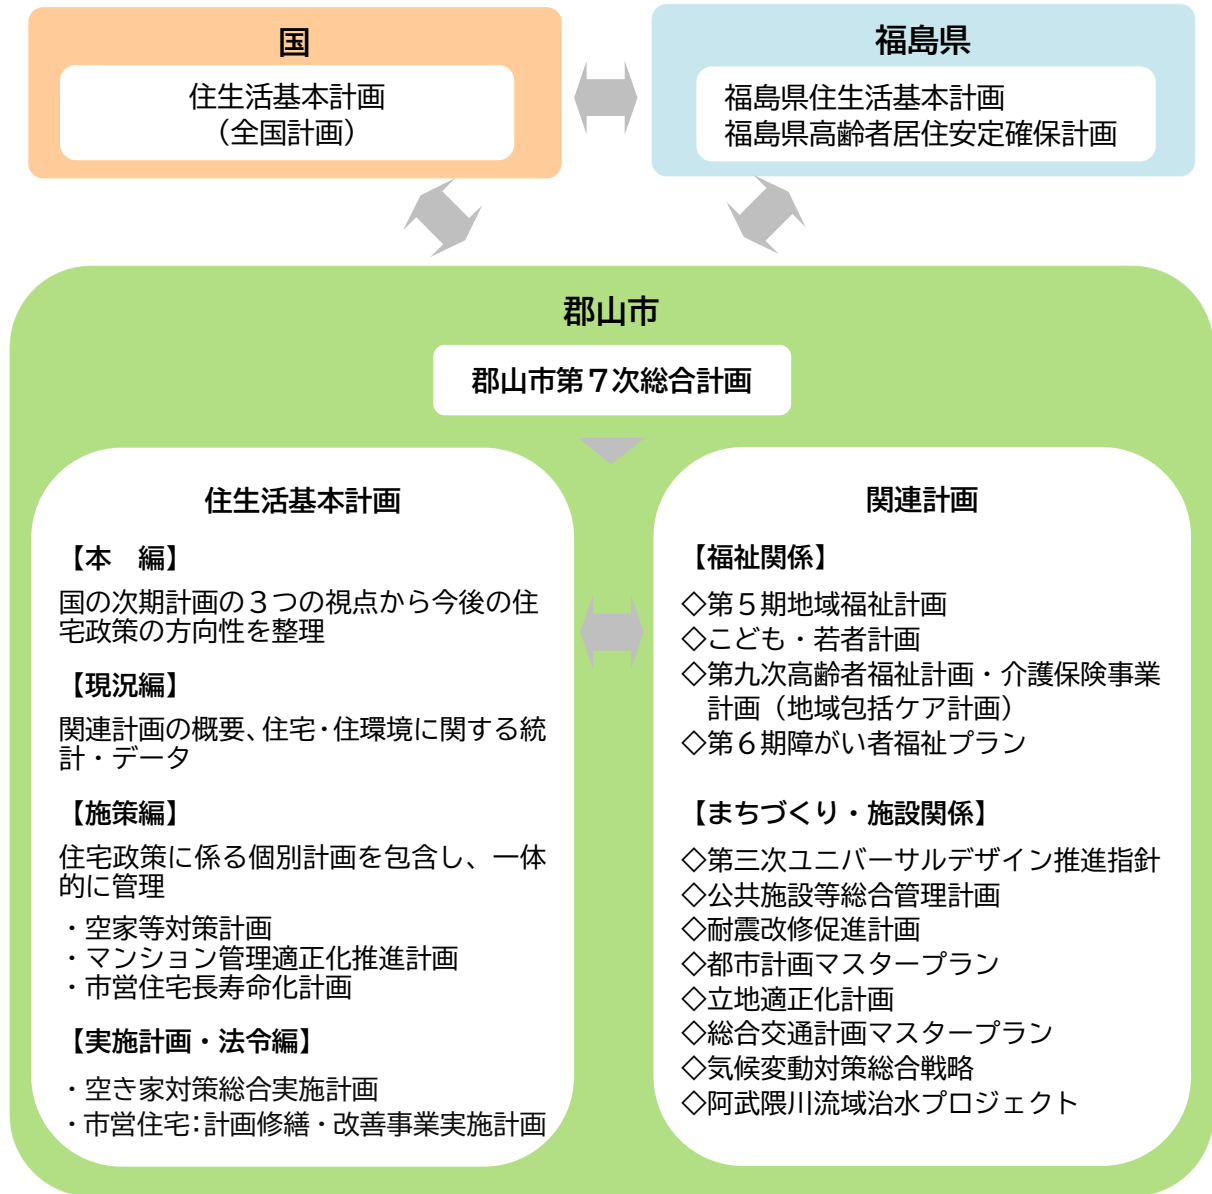 国
住生活基本計画
（全国計画）
福島県
福島県住生活基本計画
福島県高齢者居住安定確保計画
郡山市
郡山市第７次総合計画
住生活基本計画
【本　編】
国の次期計画の３つの視点から今後の住
宅政策の方向性を整理
【現況編】
関連計画の概要、住宅・住環境に関する統
計・データ
【施策編】
住宅政策に係る個別計画を包含し、一体
的に管理
・空家等対策計画
・マンション管理適正化推進計画
・市営住宅長寿命化計画
【実施計画・法令編】
・空き家対策総合実施計画
・市営住宅：計画修繕・改善事業実施計画
関連計画
【福祉関係】
◇第５期地域福祉計画
◇こども・若者計画
◇第九次高齢者福祉計画・介護保険事業
計画（地域包括ケア計画）
◇第６期障がい者福祉プラン
【まちづくり・施設関係】
◇第三次ユニバーサルデザイン推進指針
◇公共施設等総合管理計画
◇耐震改修促進計画
◇都市計画マスタープラン
◇立地適正化計画
◇総合交通計画マスタープラン
◇気候変動対策総合戦略
◇阿武隈川流域治水プロジェクト